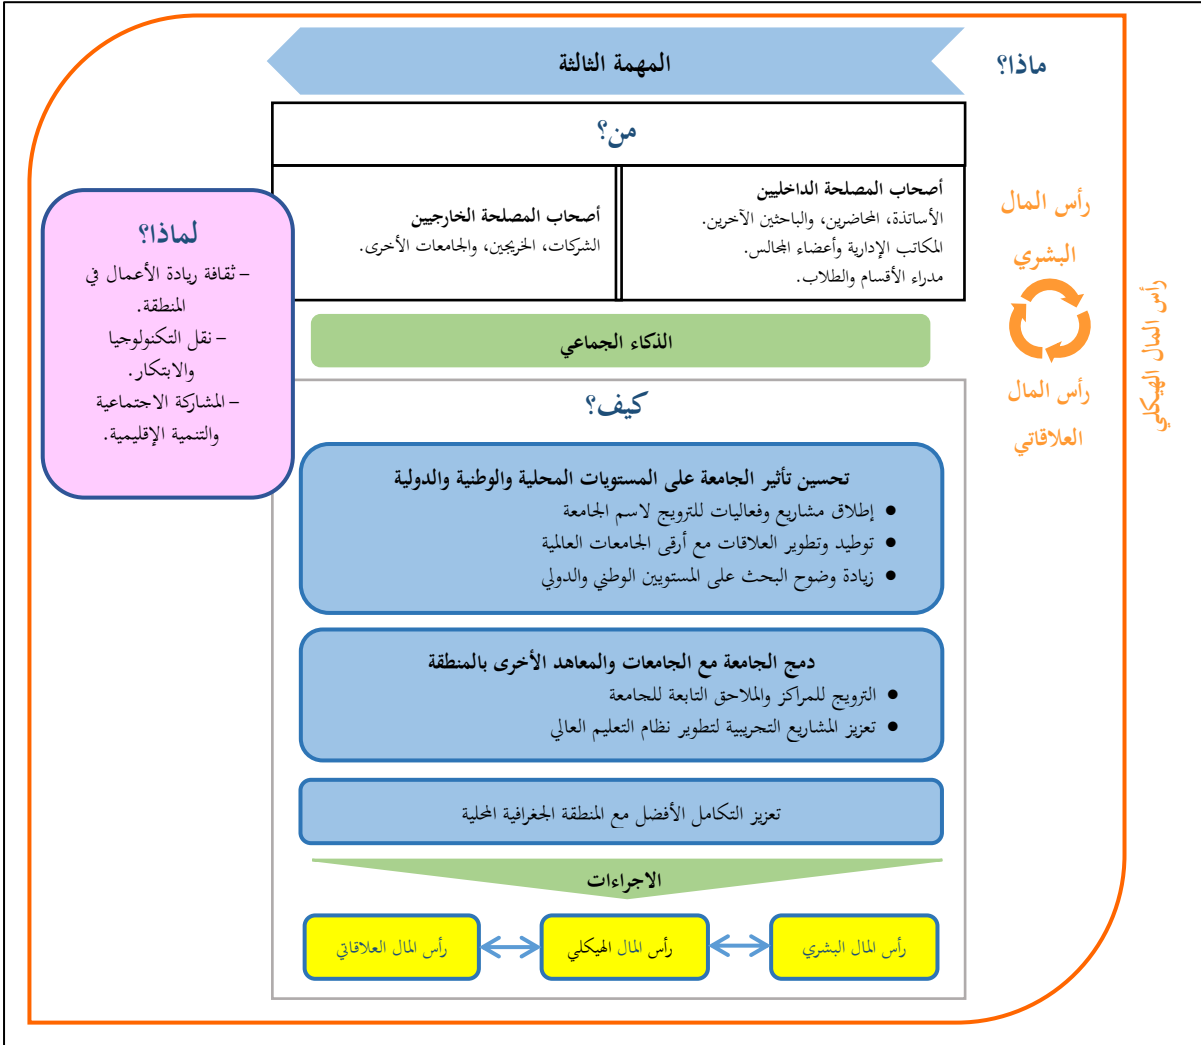 المهمة الثالثة
ماذا؟
من؟
أصحاب المصلحة الداخليين
الأساتذة، المحاضرين، والباحثين الآخرين.
المكاتب الإدارية وأعضاء المجالس.
مدراء الأقسام والطلاب.
أصحاب المصلحة الخارجيين
الشركات، الخريجين، والجامعات الأخرى.
رأس المال
البشري
رأس المال
العلاقاتي
رأس المال الهيكلي
لماذا؟
– ثقافة ريادة الأعمال في
المنطقة.
– نقل التكنولوجيا
والابتكار.
– المشاركة الاجتماعية
والتنمية الإقليمية.
الذكاء الجماعي
كيف؟
تحسين تأثير الجامعة على المستويات المحلية والوطنية والدولية
● إطلاق مشاريع وفعاليات للترويج لاسم الجامعة
● توطيد وتطوير العلاقات مع أرقى الجامعات العالمية
● زيادة وضوح البحث على المستويين الوطني والدولي
دمج الجامعة مع الجامعات والمعاهد الأخرى بالمنطقة
● الترويج للمراكز والملاحق التابعة للجامعة
● تعزيز المشاريع التجريبية لتطوير نظام التعليم العالي
تعزيز التكامل الأفضل مع المنطقة الجغرافية المحلية
الاجراءات
رأس المال البشري
رأس المال الهيكلي
رأس المال العلاقاتي